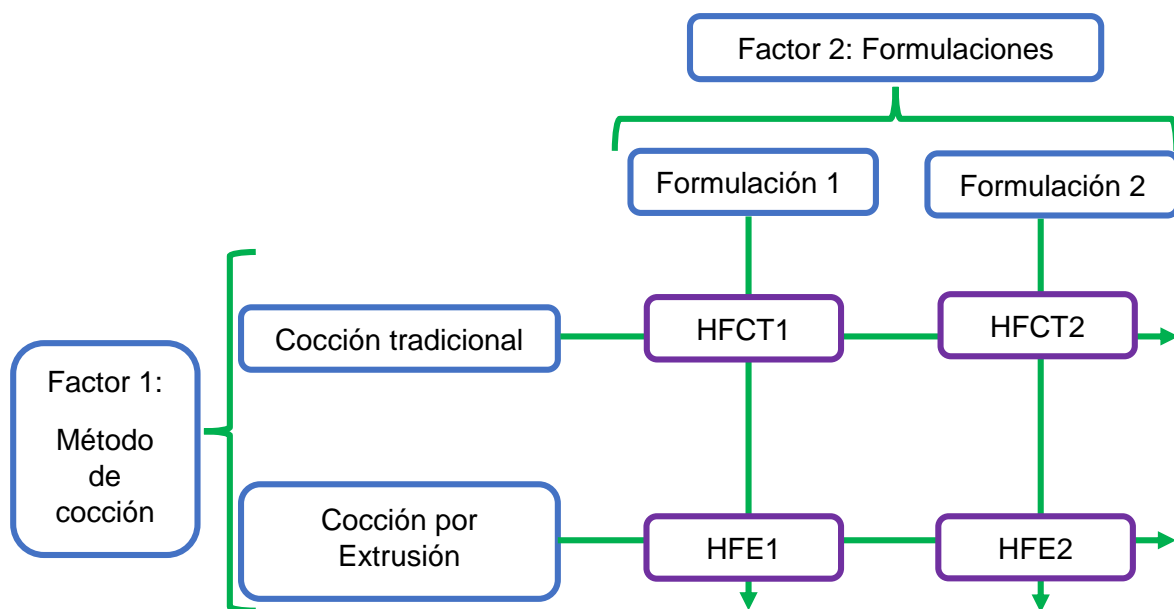 Factor 2: Formulaciones
Formulación 1
Formulación 2
Cocción tradicional
HFCT1
HFCT2
Factor 1:
Método
de
cocción
Cocción por
Extrusión
HFE1
HFE2